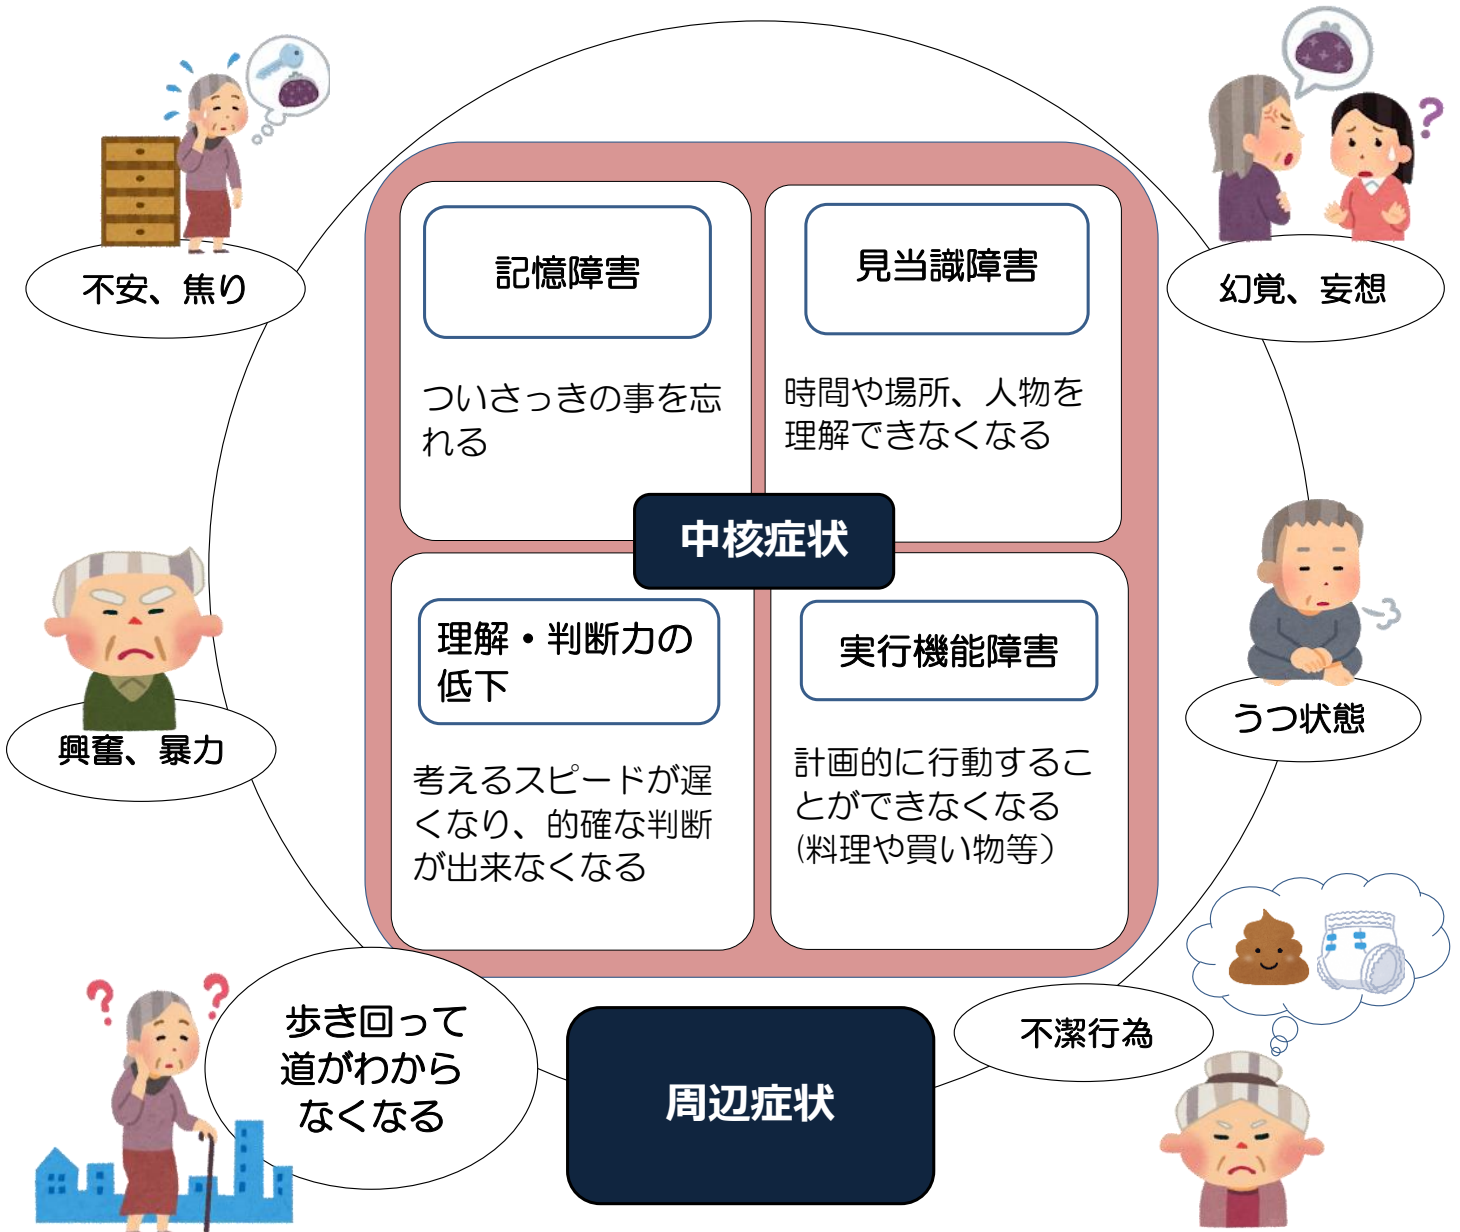 不安、焦り
幻覚、妄想
記憶障害
ついさっきの事を忘
れる
見当識障害
時間や場所、人物を
理解できなくなる
中核症状
理解・判断力の
低下
考えるスピードが遅
くなり、的確な判断
が出来なくなる
実行機能障害
計画的に行動するこ
とができなくなる
(料理や買い物等）
興奮、暴力
うつ状態
歩き回って
道がわから
なくなる
周辺症状
不潔行為
?
?
?